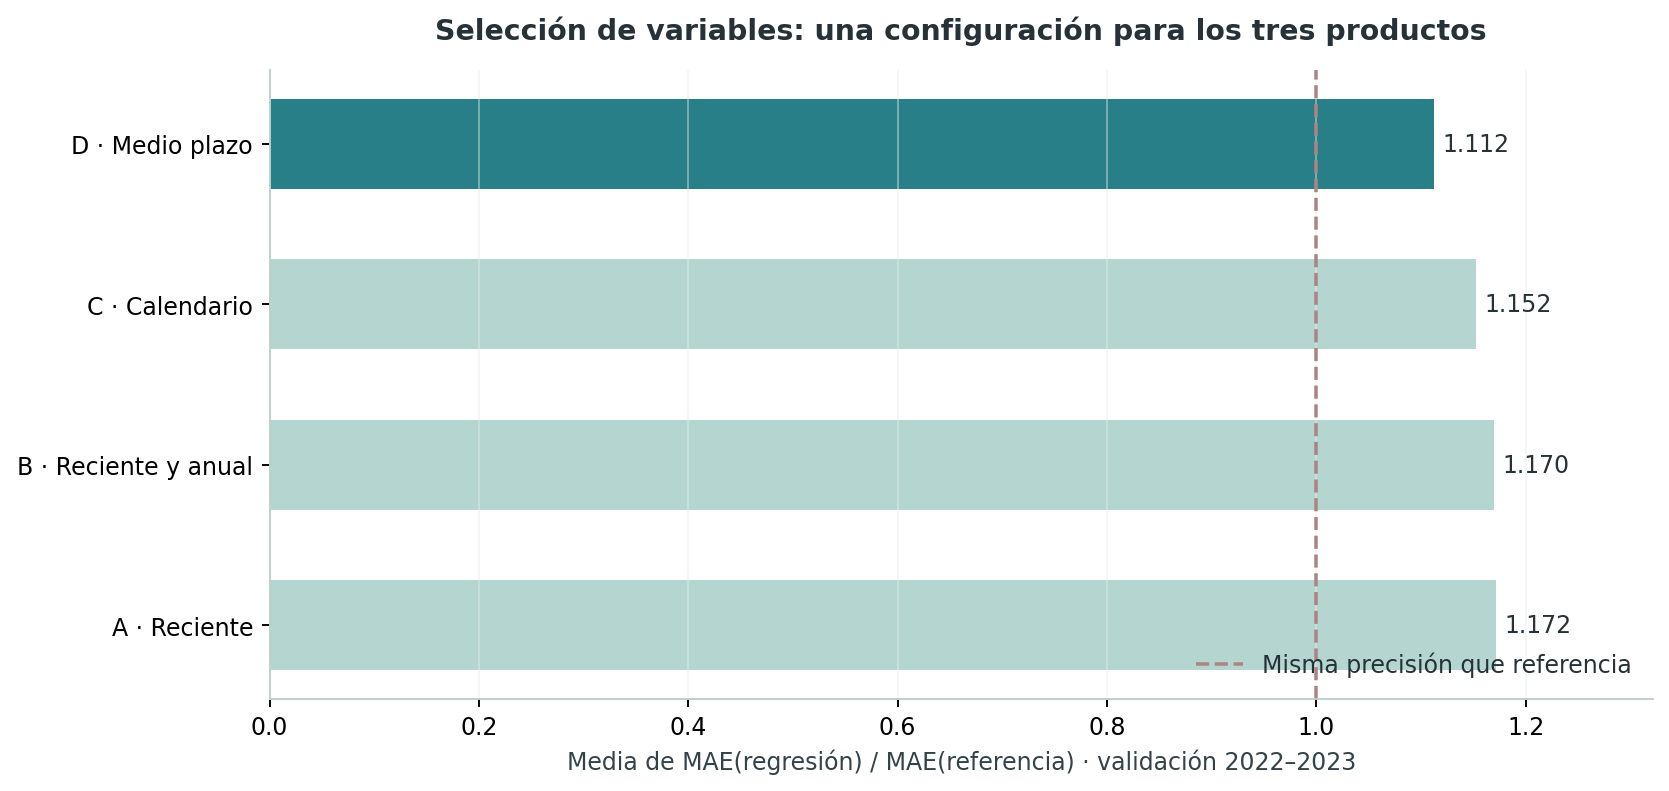 Selección de variables: una configuración para los tres productos
D · Medio plazo
1.112
C · Calendario
1.152
B · Reciente y anual
1.170
A · Reciente
1.172
Misma precisión que referencia
0.0 0.2 0.4 0.6 0.8 1.0 1.2
Media de MAE(regresión) / MAE(referencia) · validación 2022–2023